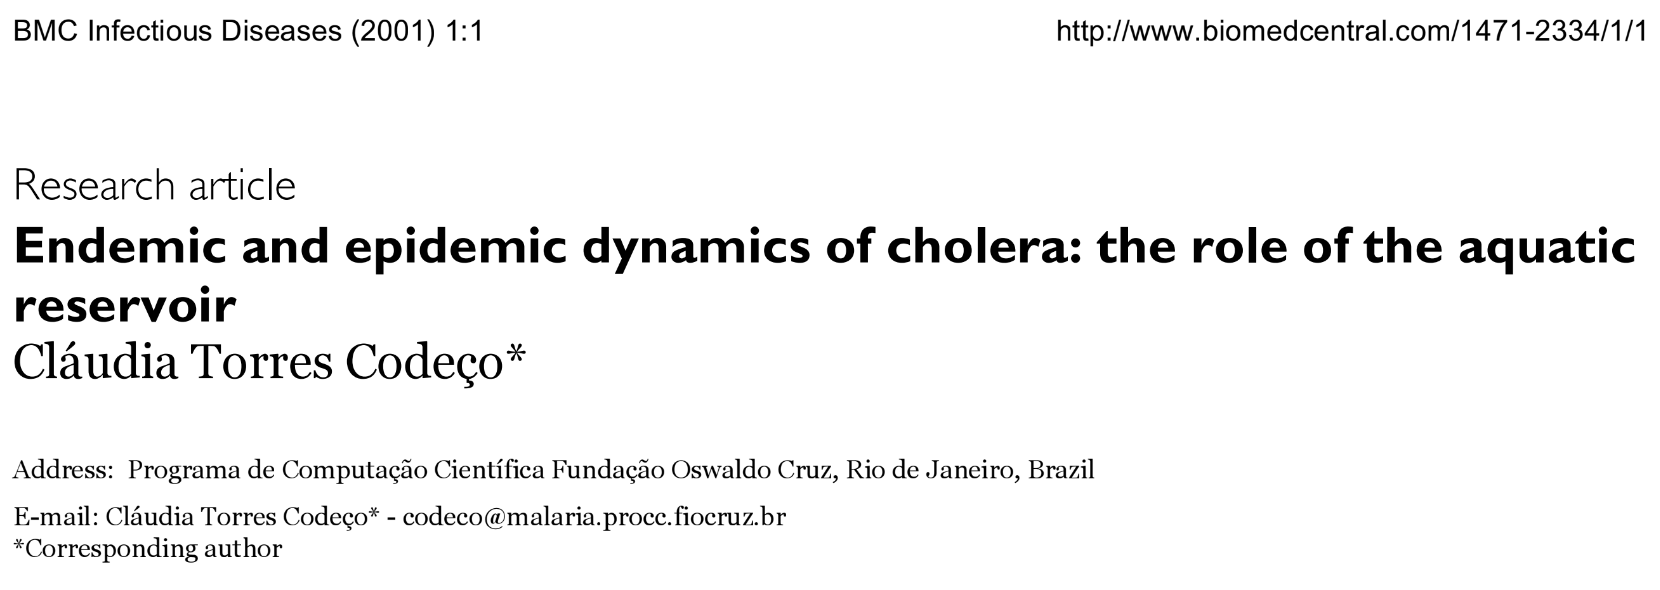 BMC Infectious Diseases (2001) 1:1 http://www.biomedcentral.com/1471-2334/1/1
Research article
Endemic and epidemic dynamics of cholera: the role of the aquatic
reservoir
Cláudia Torres Codeço*
Address: Programa de Computação Científica Fundação Oswaldo Cruz, Rio de Janeiro, Brazil
E-mail: Cláudia Torres Codeço* - codeco@malaria.procc.fiocruz.br
*Corresponding author